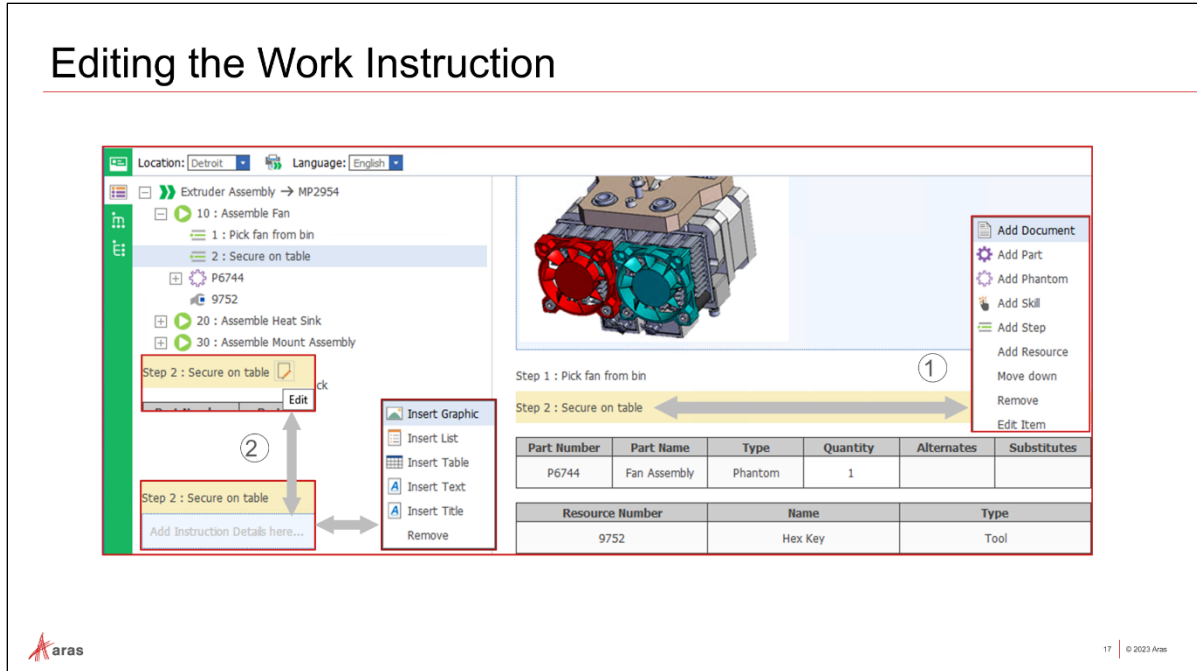 Editing the Work Instruction
Location: Detroit Language: English
Extruder Assembly → MP2954
10 : Assemble Fan
1 : Pick fan from bin
2 : Secure on table
P6744
9752
20 : Assemble Heat Sink
30 : Assemble Mount Assembly
Step 2 : Secure on table
ck
Edit
2
Step 2 : Secure on table
Add Instruction Details here...
Insert Graphic
Insert List
Insert Table
Insert Text
Insert Title
Remove
Add Document
Add Part
Add Phantom
Add Skill
Add Step
Add Resource
Move down
Remove
Edit Item
1
Step 1 : Pick fan from bin
Step 2 : Secure on table
Part Number Part Name Type Quantity Alternates Substitutes
P6744 Fan Assembly Phantom 1
Resource Number Name Type
9752 Hex Key Tool
aras
17 © 2023 Aras